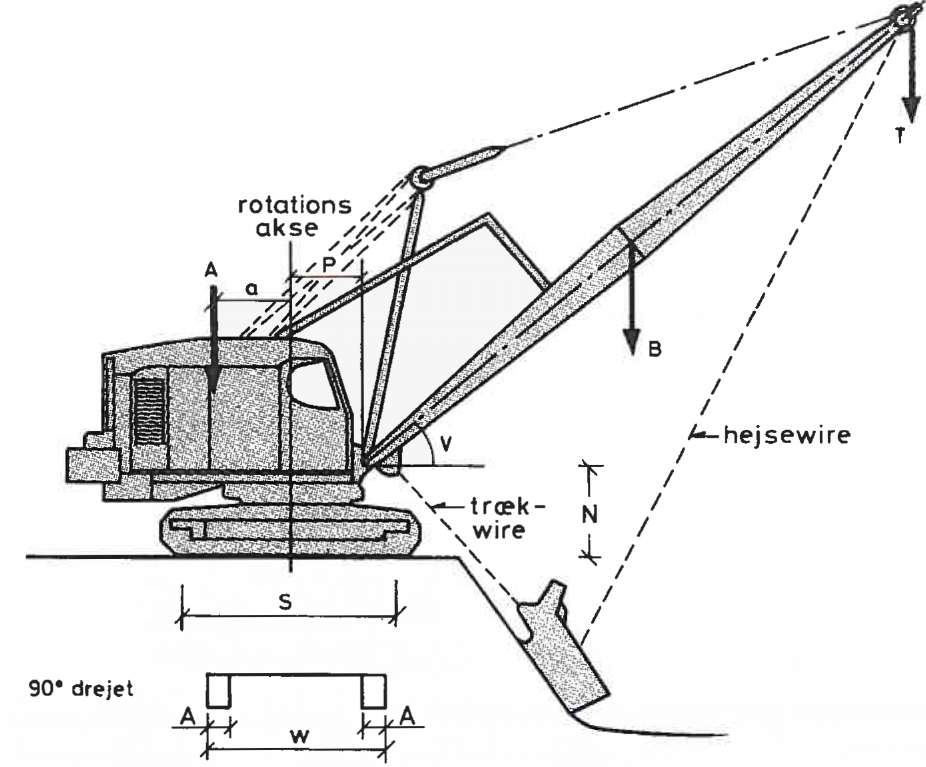 rotations
akse
A
P
a
T
B
V
hejsewire
N
træk-
wire
S
90° drejet
A
A
W